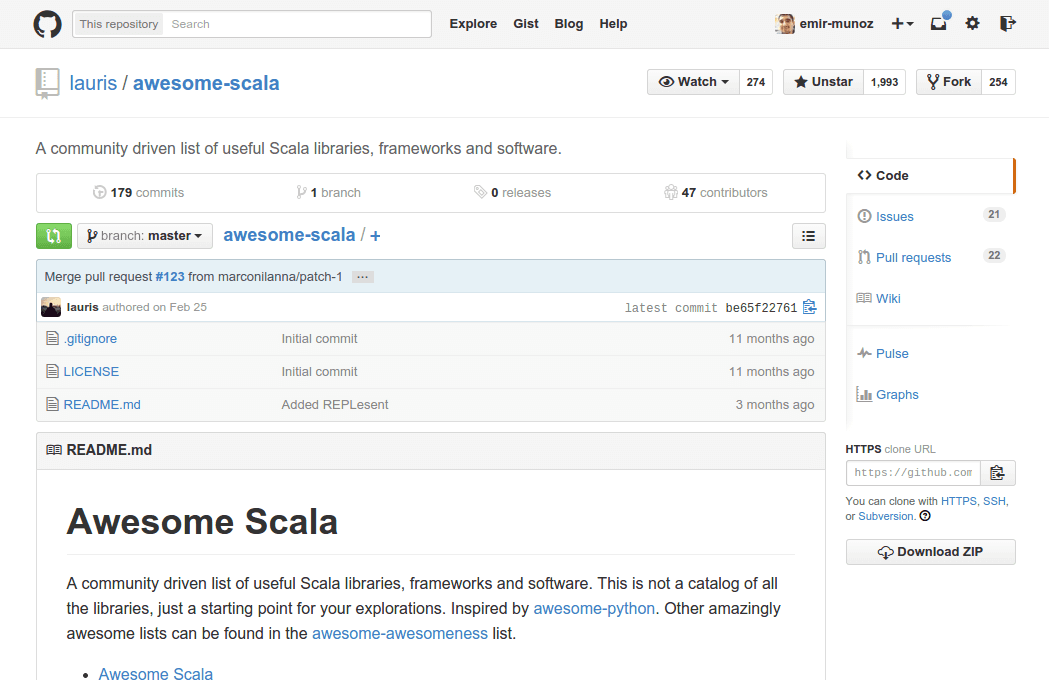 This repository Search Explore Gist Blog Help emir-munoz
lauris / awesome-scala Watch 274 Unstar 1,993 Fork 254
A community driven list of useful Scala libraries, frameworks and software.
179 commits 1 branch 0 releases 47 contributors
branch: master awesome-scala / +
Merge pull request #123 from marconilanna/patch-1 ...
lauris authored on Feb 25 latest commit be65f22761
.gitignore Initial commit 11 months ago
LICENSE Initial commit 11 months ago
README.md Added REPLesent 3 months ago
README.md
Awesome Scala
A community driven list of useful Scala libraries, frameworks and software. This is not a catalog of all
the libraries, just a starting point for your explorations. Inspired by awesome-python. Other amazingly
awesome lists can be found in the awesome-awesomeness list.
• Awesome Scala
Code
Issues 21
Pull requests 22
Wiki
Pulse
Graphs
HTTPS clone URL
https://github.com
You can clone with HTTPS, SSH,
or Subversion.
Download ZIP